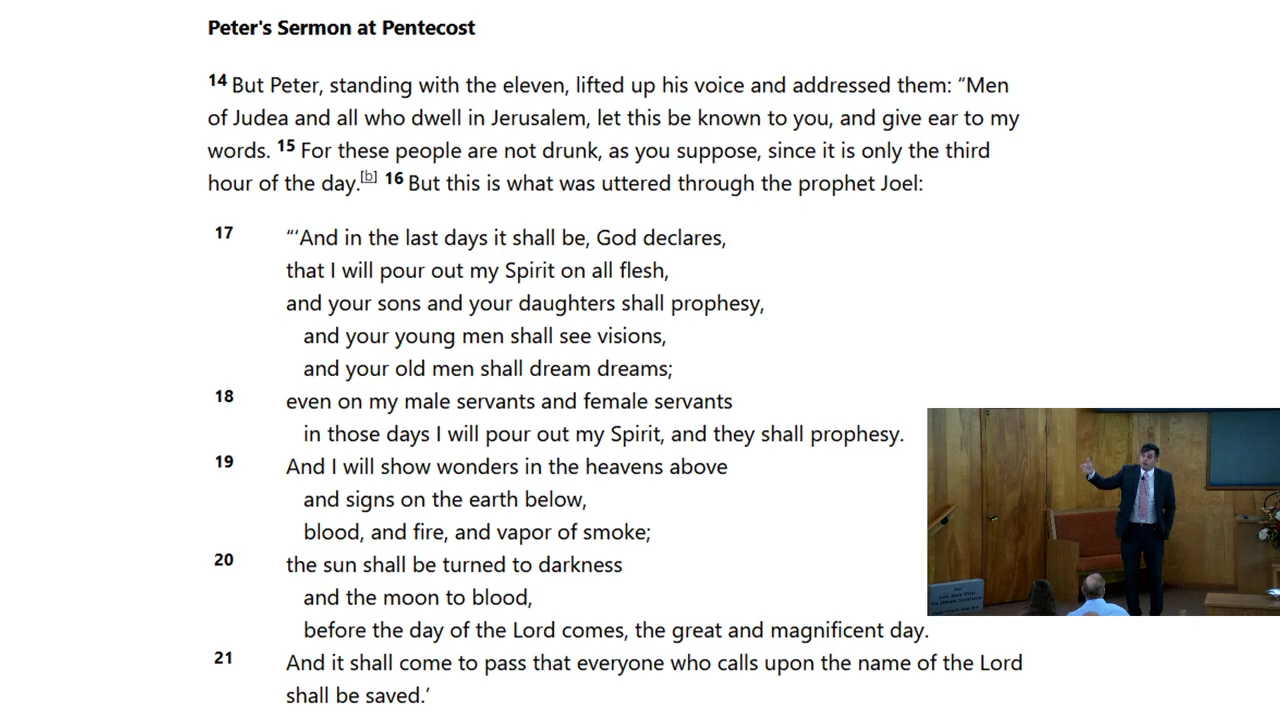 Peter's Sermon at Pentecost
14 But Peter, standing with the eleven, lifted up his voice and addressed them: “Men
of Judea and all who dwell in Jerusalem, let this be known to you, and give ear to my
words. 15 For these people are not drunk, as you suppose, since it is only the third
hour of the day.[b] 16 But this is what was uttered through the prophet Joel:
17 “‘And in the last days it shall be, God declares,
that I will pour out my Spirit on all flesh,
and your sons and your daughters shall prophesy,
and your young men shall see visions,
and your old men shall dream dreams;
18 even on my male servants and female servants
in those days I will pour out my Spirit, and they shall prophesy.
19 And I will show wonders in the heavens above
and signs on the earth below,
blood, and fire, and vapor of smoke;
20 the sun shall be turned to darkness
and the moon to blood,
before the day of the Lord comes, the great and magnificent day.
21 And it shall come to pass that everyone who calls upon the name of the Lord
shall be saved.’